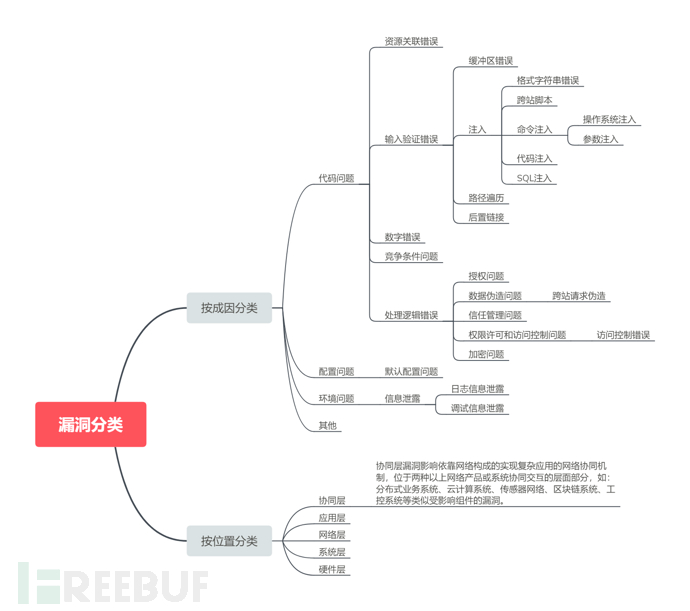 漏洞分类
按成因分类
代码问题
资源关联错误
输入验证错误
缓冲区错误
注入
格式字符串错误
跨站脚本
命令注入
操作系统注入
参数注入
代码注入
SQL注入
路径遍历
后置链接
数字错误
竞争条件问题
处理逻辑错误
授权问题
数据伪造问题
跨站请求伪造
信任管理问题
权限许可和访问控制问题
访问控制错误
加密问题
配置问题
默认配置问题
环境问题
信息泄露
日志信息泄露
调试信息泄露
其他
按位置分类
协同层
协同层漏洞影响依靠网络构成的实现复杂应用的网络协同机
制，位于两种以上网络产品或系统协同交互的层面部分，如：
分布式业务系统、云计算系统、传感器网络、区块链系统、工
控系统等类似受影响组件的漏洞。
应用层
网络层
系统层
硬件层
FREEBUF